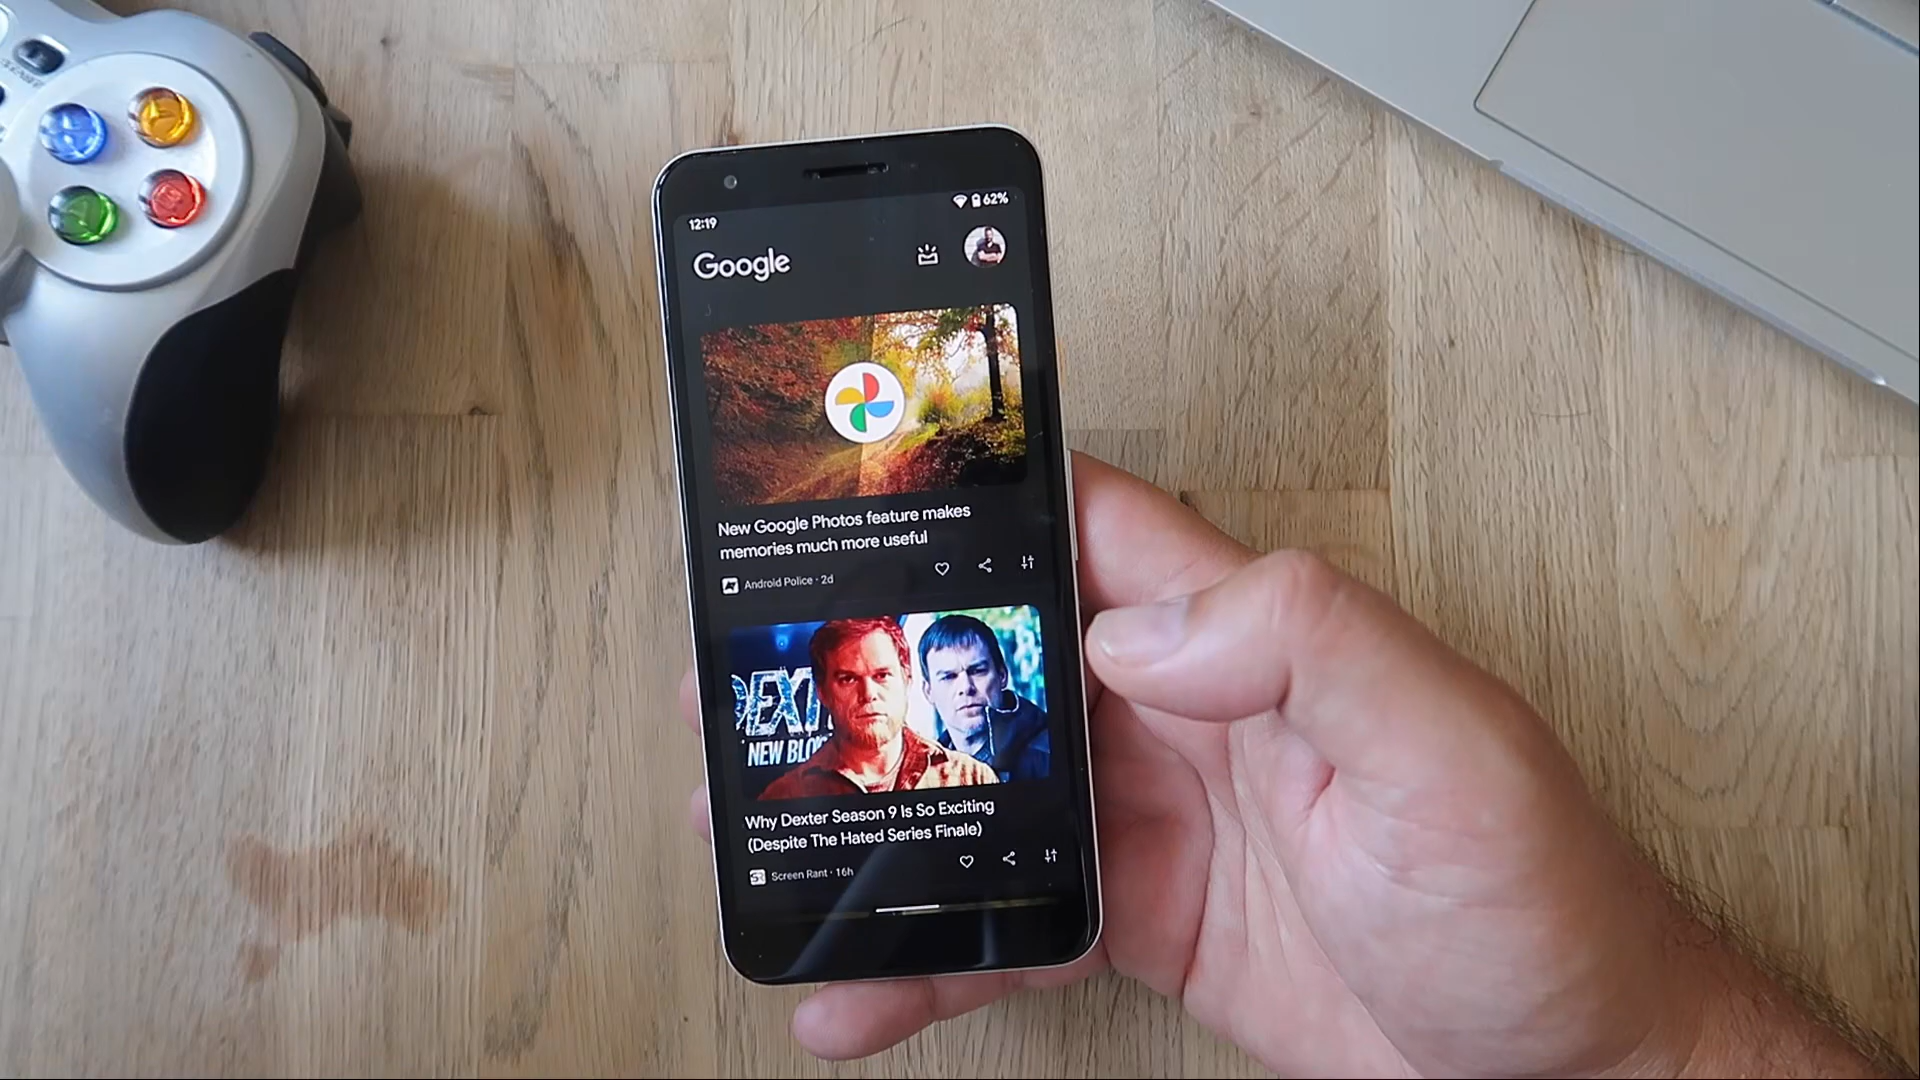 12:19
62%
Google
New Google Photos feature makes
memories much more useful
Android Police · 2d
NEW BLO
Why Dexter Season 9 Is So Exciting
(Despite The Hated Series Finale)
SR
Screen Rant · 16h